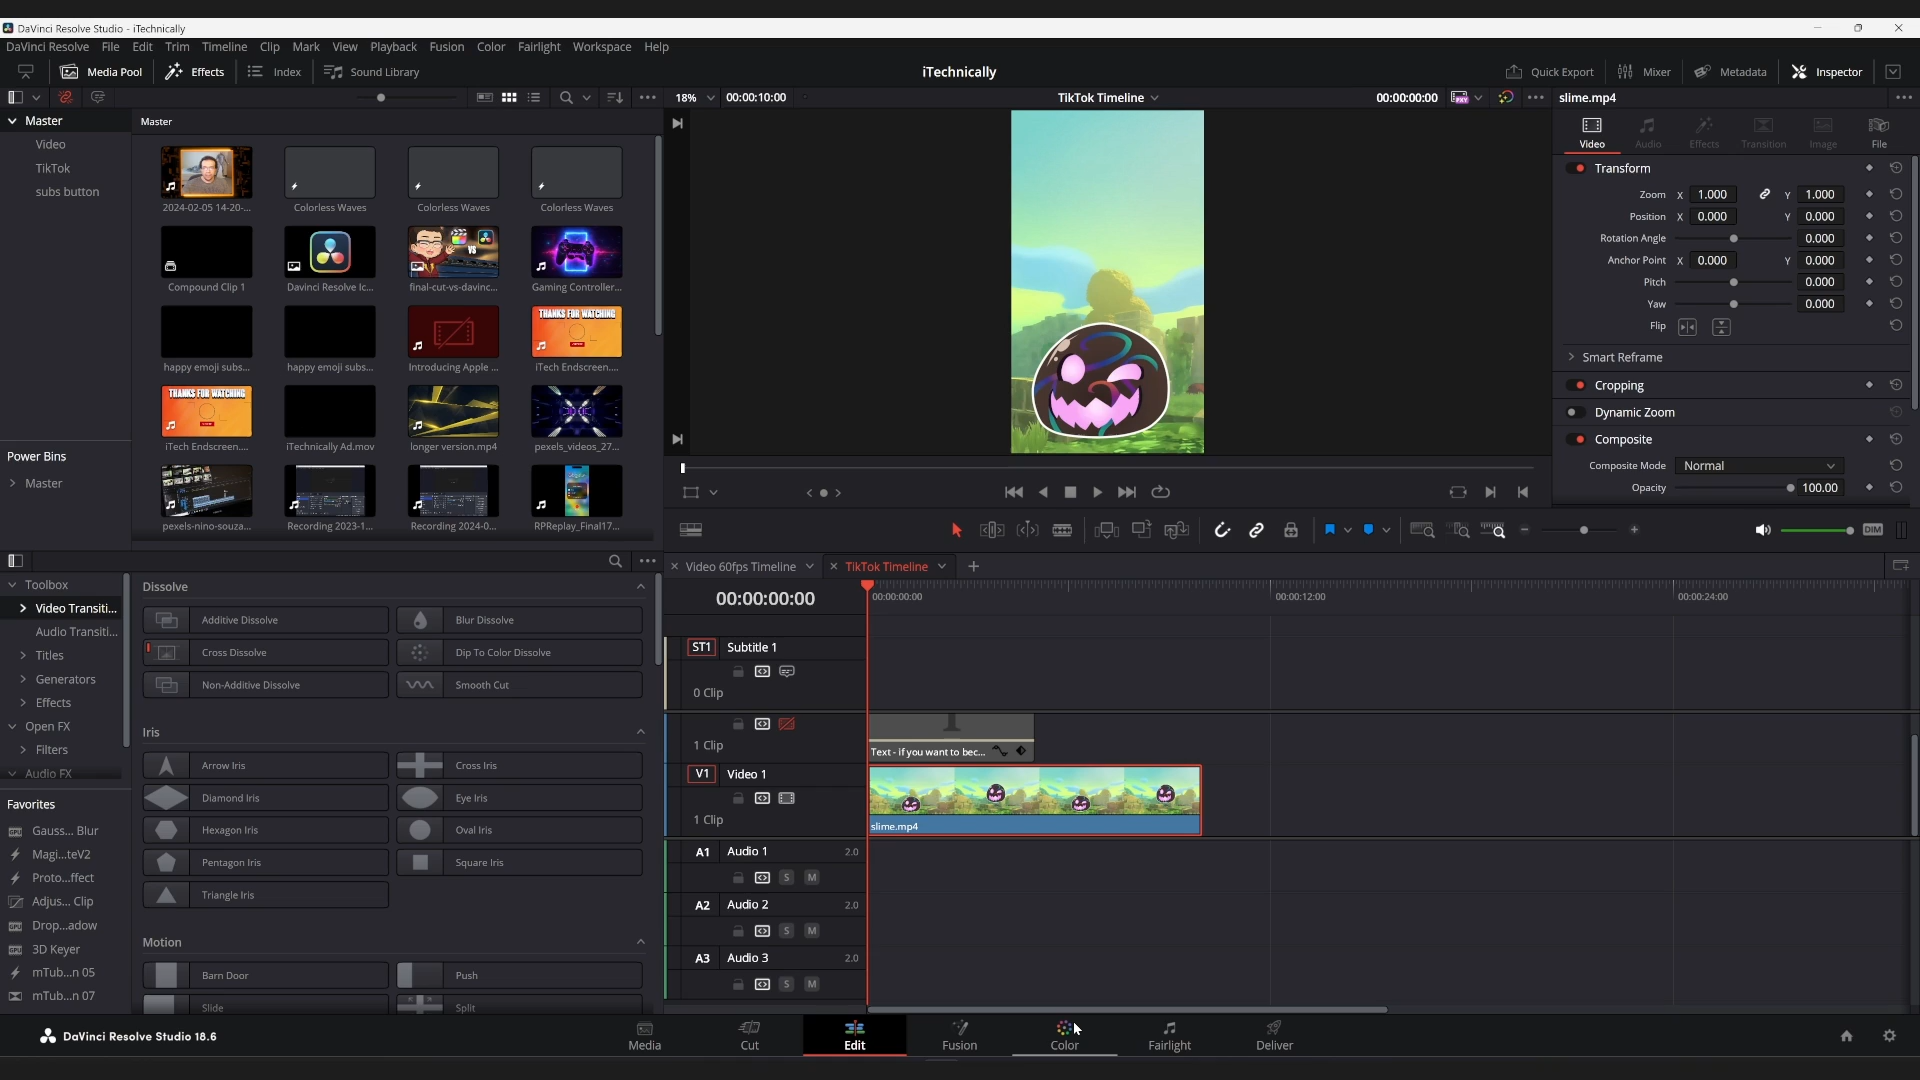 DaVinci Resolve Studio - iTechnically
DaVinci Resolve File Edit Trim Timeline Clip Mark View Playback Fusion Color Fairlight Workspace Help
Media Pool Effects Index Sound Library iTechnically Quick Export Mixer Metadata Inspector
18% 00:00:10:00 TikTok Timeline 00:00:00:00 slime.mp4
Master
Video
TikTok
subs button
Power Bins
Master
Master
2024-02-05 14-20-... Colorless Waves Colorless Waves Colorless Waves
Compound Clip 1 Davinci Resolve Ic... final-cut-vs-davinc... Gaming Controller...
VS
THANKS FOR WATCHING
happy emoji subs... happy emoji subs... Introducing Apple ... iTech Endscreen....
THANKS FOR WATCHING
iTech Endscreen.... iTechnically Ad.mov longer version.mp4 pexels_videos_27...
pexels-nino-souza... Recording 2023-1... Recording 2024-0... RPReplay_Final17...
Video Audio Effects Transition Image File
Transform
Zoom X 1.000 Y 1.000
Position X 0.000 Y 0.000
Rotation Angle 0.000
Anchor Point X 0.000 Y 0.000
Pitch 0.000
Yaw 0.000
Flip
Smart Reframe
Cropping
Dynamic Zoom
Composite
Composite Mode Normal
Opacity 100.00
DIM
Toolbox
Video Transiti...
Audio Transiti...
Titles
Generators
Effects
Open FX
Filters
Audio FX
Favorites
Gauss... Blur
Magi...teV2
Proto...ffect
Adjus... Clip
Drop...adow
3D Keyer
mTub...n 05
mTub...n 07
Dissolve
Additive Dissolve Blur Dissolve
Cross Dissolve Dip To Color Dissolve
Non-Additive Dissolve Smooth Cut
Iris
Arrow Iris Cross Iris
Diamond Iris Eye Iris
Hexagon Iris Oval Iris
Pentagon Iris Square Iris
Triangle Iris
Motion
Barn Door Push
Slide Split
Video 60fps Timeline TikTok Timeline
00:00:00:00 00:00:00:00 00:00:12:00 00:00:24:00
ST1 Subtitle 1
0 Clip
1 Clip
Text - if you want to bec...
V1 Video 1
1 Clip
slime.mp4
A1 Audio 1 2.0
S M
A2 Audio 2 2.0
S M
A3 Audio 3 2.0
S M
DaVinci Resolve Studio 18.6
Media Cut Edit Fusion Color Fairlight Deliver